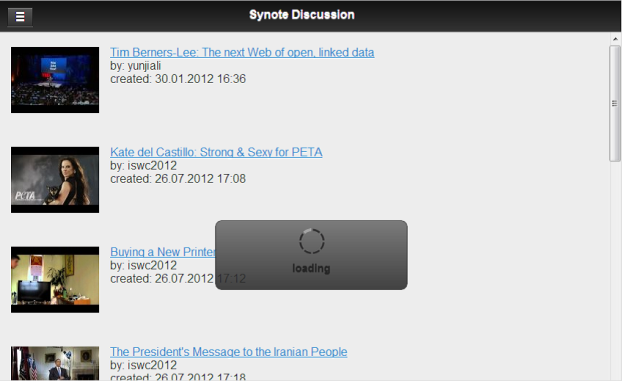 Synote Discussion
Tim Berners-Lee: The next Web of open, linked data
by: yunjiali
created: 30.01.2012 16:36
Kate del Castillo: Strong & Sexy for PETA
by: iswc2012
created: 26.07.2012 17:08
PETA
Buying a New Printer
by: iswc2012
created: 26.07.2012 17:12
loading
The President's Message to the Iranian People
by: iswc2012
created: 26.07.2012 17:18